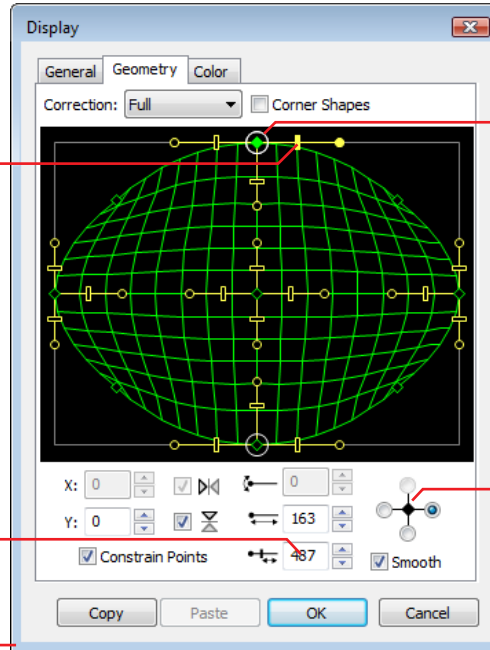 Display
General Geometry Color
Correction: Full Corner Shapes
X: 0 0
Y: 0 163
Constrain Points 487 Smooth
Copy Paste OK Cancel